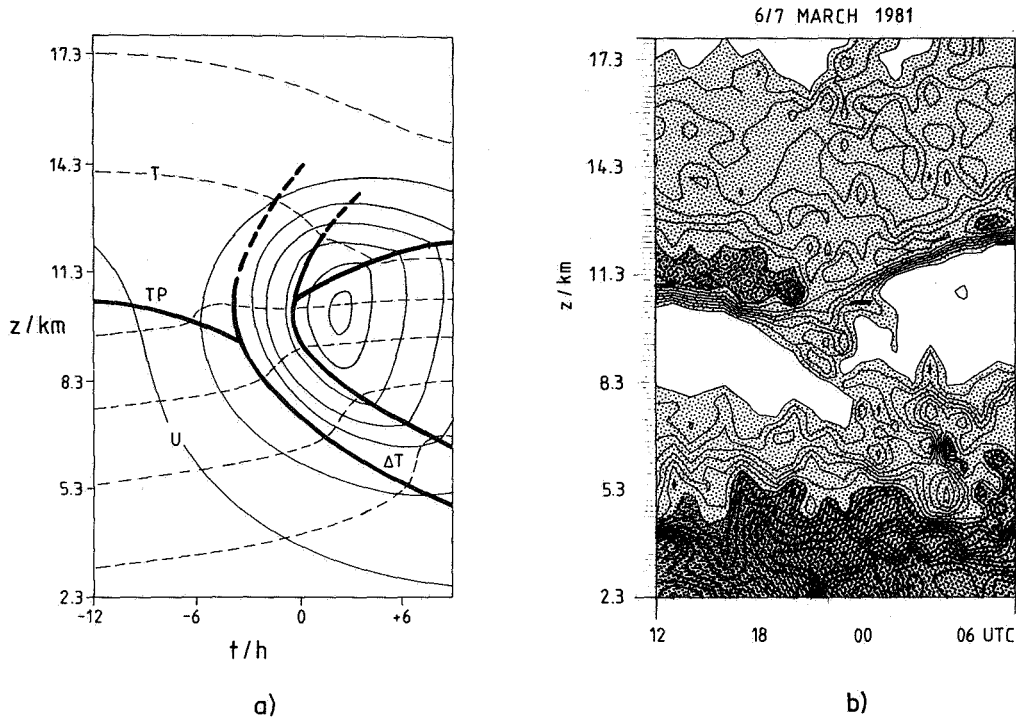 6/7 MARCH 1981
17.3
14.3
11.3
z/km
8.3
5.3
2.3
-12
-6
0
+6
t/h
T
TP
U
ΔT
a)
17.3
14.3
11.3
z/km
8.3
5.3
2.3
12
18
00
06 UTC
b)